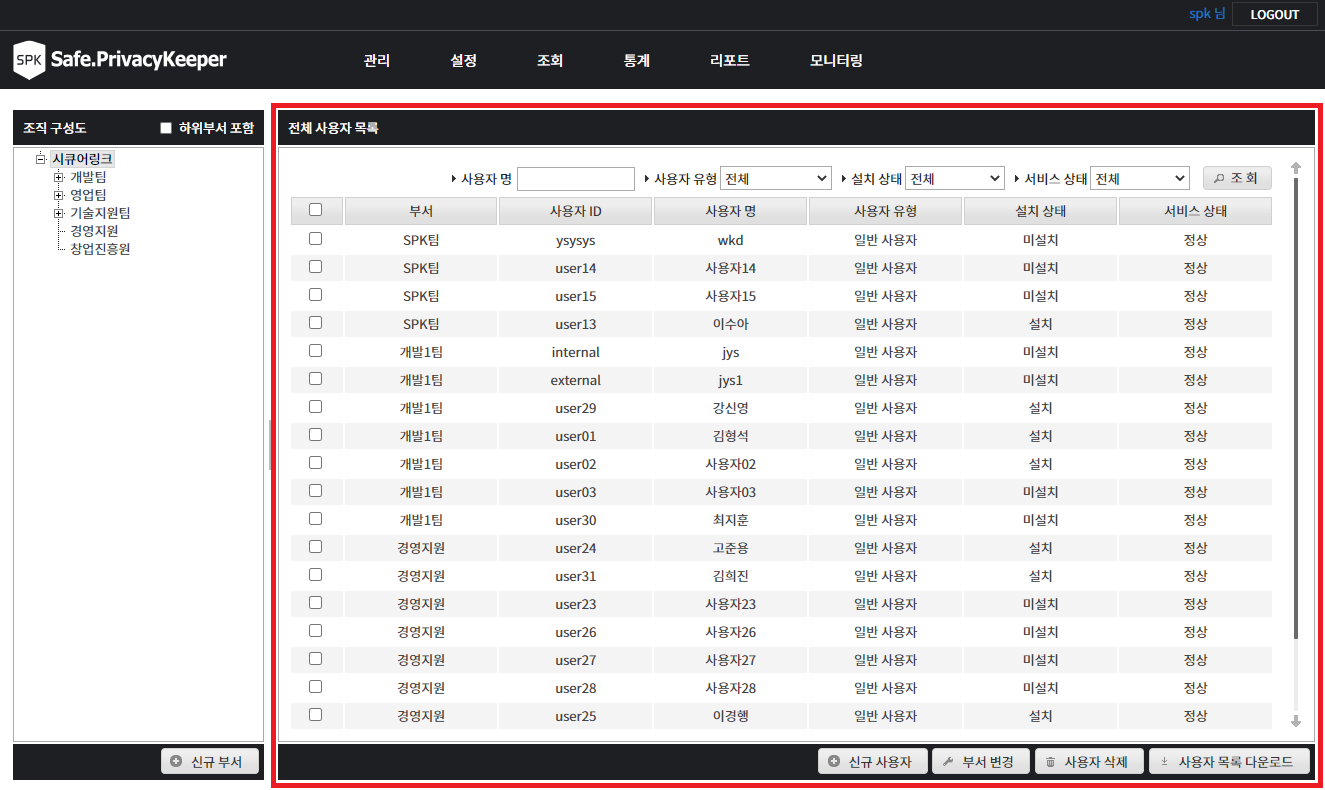 spk 님 LOGOUT
SPK Safe.PrivacyKeeper 관리 설정 조회 통계 리포트 모니터링
조직 구성도 하위부서 포함
시큐어링크
개발팀
영업팀
기술지원팀
경영지원
창업진흥원
신규 부서
전체 사용자 목록
사용자 명 사용자 유형 전체 설치 상태 전체 서비스 상태 전체 조 회
부서 사용자 ID 사용자 명 사용자 유형 설치 상태 서비스 상태
SPK팀 ysysys wkd 일반 사용자 미설치 정상
SPK팀 user14 사용자14 일반 사용자 미설치 정상
SPK팀 user15 사용자15 일반 사용자 미설치 정상
SPK팀 user13 이수아 일반 사용자 설치 정상
개발1팀 internal jys 일반 사용자 미설치 정상
개발1팀 external jys1 일반 사용자 미설치 정상
개발1팀 user29 강신영 일반 사용자 설치 정상
개발1팀 user01 김형석 일반 사용자 설치 정상
개발1팀 user02 사용자02 일반 사용자 설치 정상
개발1팀 user03 사용자03 일반 사용자 미설치 정상
개발1팀 user30 최지훈 일반 사용자 미설치 정상
경영지원 user24 고준용 일반 사용자 설치 정상
경영지원 user31 김희진 일반 사용자 설치 정상
경영지원 user23 사용자23 일반 사용자 미설치 정상
경영지원 user26 사용자26 일반 사용자 미설치 정상
경영지원 user27 사용자27 일반 사용자 미설치 정상
경영지원 user28 사용자28 일반 사용자 미설치 정상
경영지원 user25 이경행 일반 사용자 설치 정상
신규 사용자 부서 변경 사용자 삭제 사용자 목록 다운로드